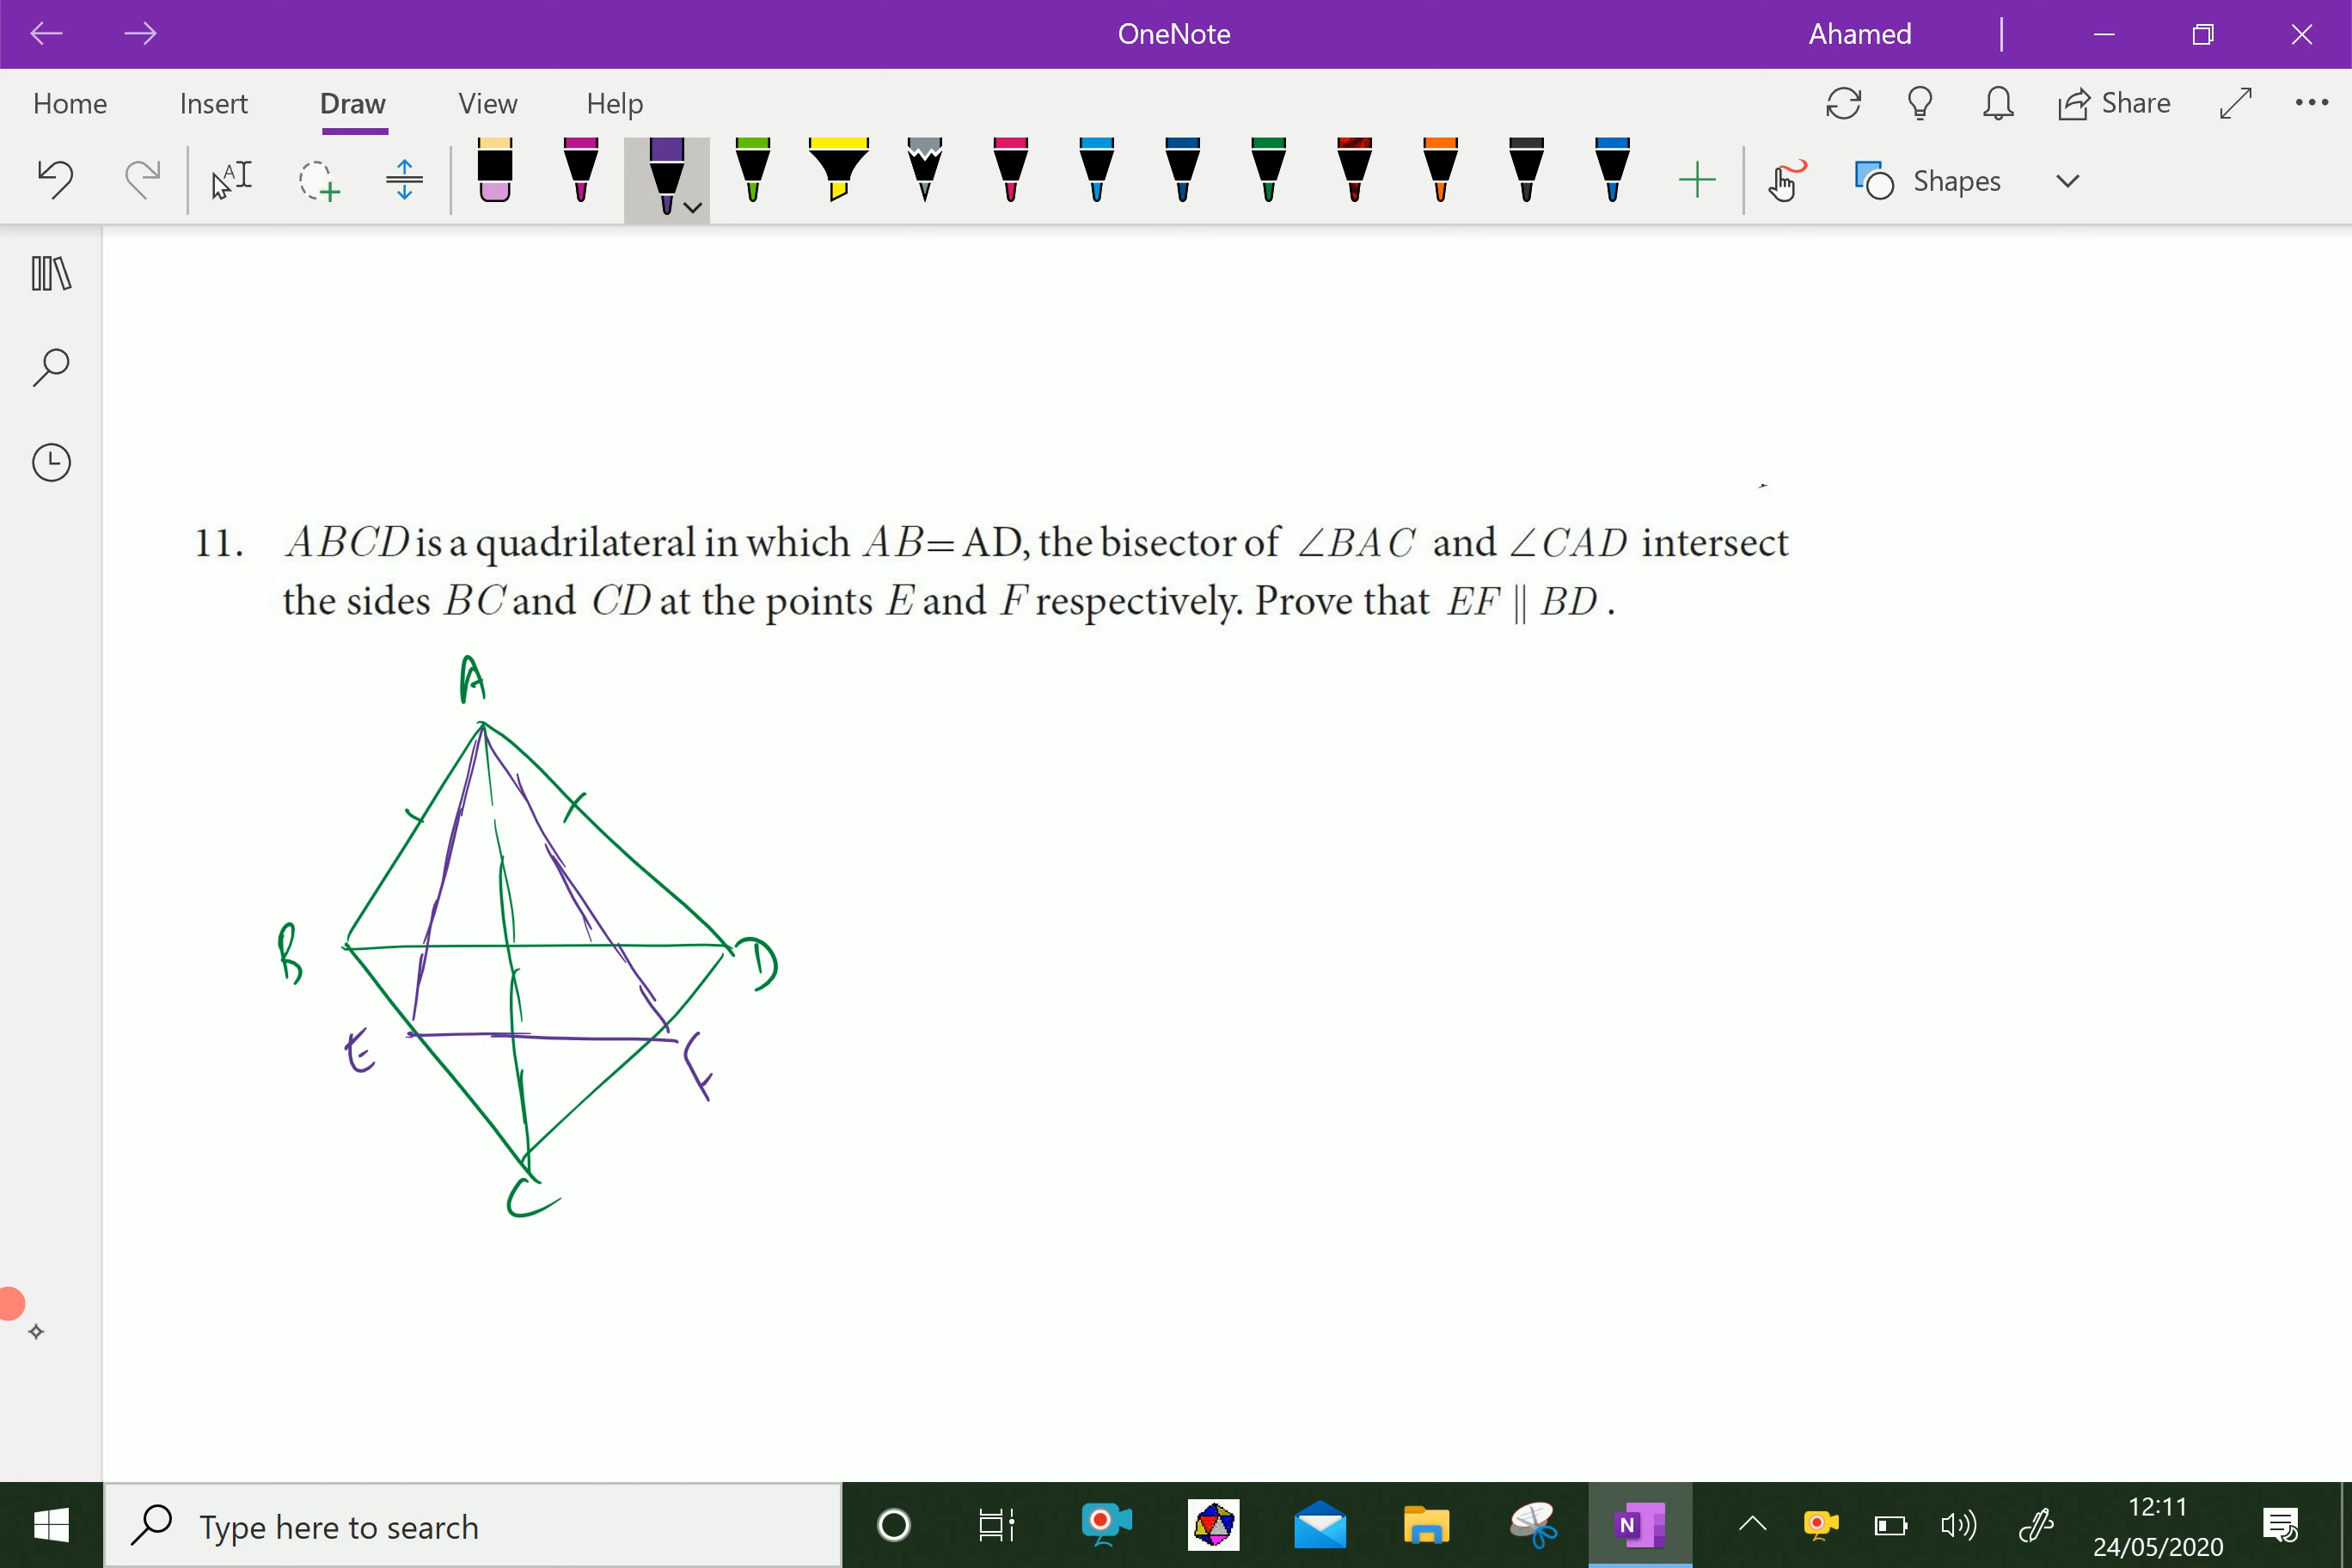 OneNote
Ahamed
Home Insert Draw View Help
Share
Shapes
11. ABCD is a quadrilateral in which AB = AD, the bisector of ∠BAC and ∠CAD intersect
the sides BC and CD at the points E and F respectively. Prove that EF ∥ BD .
A
B
D
E
F
C
Type here to search
N
12:11
24/05/2020